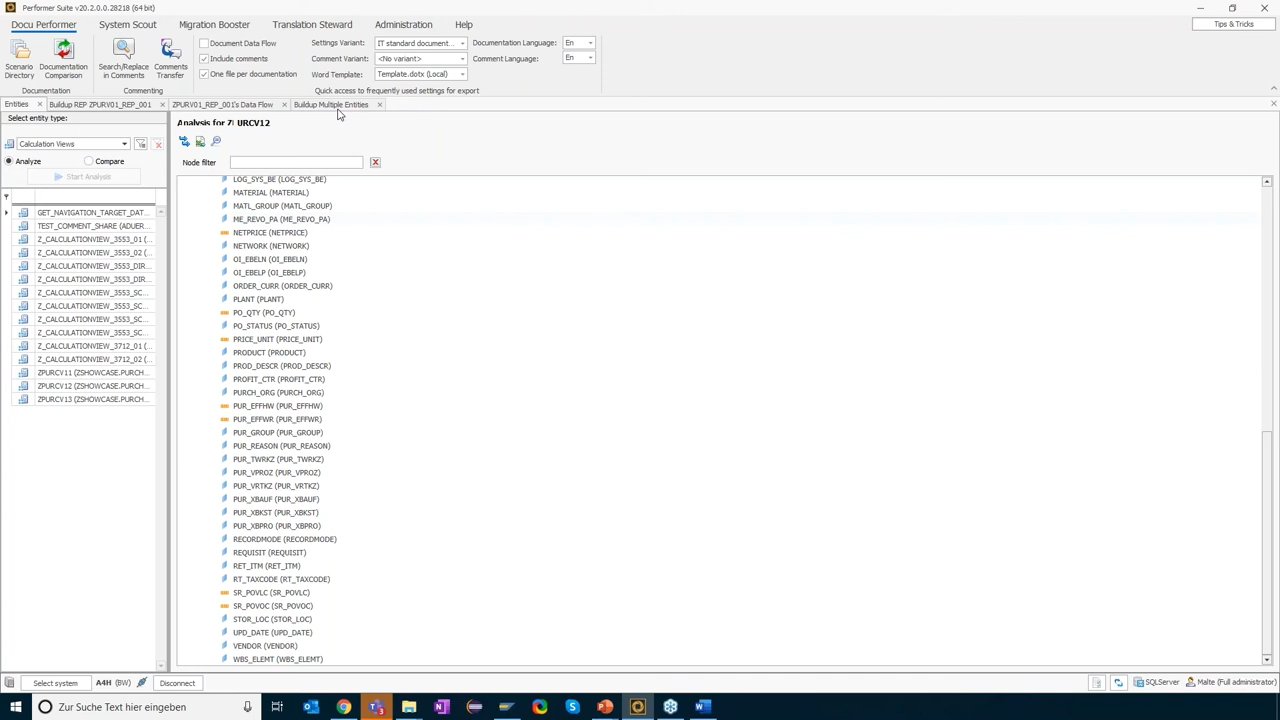 Performer Suite v20.2.0.0.28218 (64 bit)
Docu Performer System Scout Migration Booster Translation Steward Administration Help Tips & Tricks
Scenario Directory
Documentation Comparison
Documentation
Search/Replace in Comments
Comments Transfer
Commenting
Document Data Flow
Include comments
One file per documentation
Settings Variant: IT standard document...
Comment Variant: <No variant>
Word Template: Template.dotx (Local)
Documentation Language: En
Comment Language: En
Quick access to frequently used settings for export
Entities Buildup REP ZPURV01_REP_001 ZPURV01_REP_001's Data Flow Buildup Multiple Entities
Select entity type:
Calculation Views
Analyze Compare
Start Analysis
GET_NAVIGATION_TARGET_DAT...
TEST_COMMENT_SHARE (ADUER...
Z_CALCULATIONVIEW_3553_01 (...
Z_CALCULATIONVIEW_3553_02 (...
Z_CALCULATIONVIEW_3553_DIR...
Z_CALCULATIONVIEW_3553_DIR...
Z_CALCULATIONVIEW_3553_SC...
Z_CALCULATIONVIEW_3553_SC...
Z_CALCULATIONVIEW_3553_SC...
Z_CALCULATIONVIEW_3553_SC...
Z_CALCULATIONVIEW_3712_01 (...
Z_CALCULATIONVIEW_3712_02 (...
ZPURCV11 (ZSHOWCASE.PURCH...
ZPURCV12 (ZSHOWCASE.PURCH...
ZPURCV13 (ZSHOWCASE.PURCH...
Analysis for Z URCV12
Node filter
LOG_SYS_BE (LOG_SYS_BE)
MATERIAL (MATERIAL)
MATL_GROUP (MATL_GROUP)
ME_REVO_PA (ME_REVO_PA)
NETPRICE (NETPRICE)
NETWORK (NETWORK)
OI_EBELN (OI_EBELN)
OI_EBELP (OI_EBELP)
ORDER_CURR (ORDER_CURR)
PLANT (PLANT)
PO_QTY (PO_QTY)
PO_STATUS (PO_STATUS)
PRICE_UNIT (PRICE_UNIT)
PRODUCT (PRODUCT)
PROD_DESCR (PROD_DESCR)
PROFIT_CTR (PROFIT_CTR)
PURCH_ORG (PURCH_ORG)
PUR_EFFHW (PUR_EFFHW)
PUR_EFFWR (PUR_EFFWR)
PUR_GROUP (PUR_GROUP)
PUR_REASON (PUR_REASON)
PUR_TWRKZ (PUR_TWRKZ)
PUR_VPROZ (PUR_VPROZ)
PUR_VRTKZ (PUR_VRTKZ)
PUR_XBAUF (PUR_XBAUF)
PUR_XBKST (PUR_XBKST)
PUR_XBPRO (PUR_XBPRO)
RECORDMODE (RECORDMODE)
REQUISIT (REQUISIT)
RET_ITM (RET_ITM)
RT_TAXCODE (RT_TAXCODE)
SR_POVLC (SR_POVLC)
SR_POVOC (SR_POVOC)
STOR_LOC (STOR_LOC)
UPD_DATE (UPD_DATE)
VENDOR (VENDOR)
WBS_ELEMT (WBS_ELEMT)
Select system A4H (BW) Disconnect SQLServer Malte (Full administrator)
Zur Suche Text hier eingeben